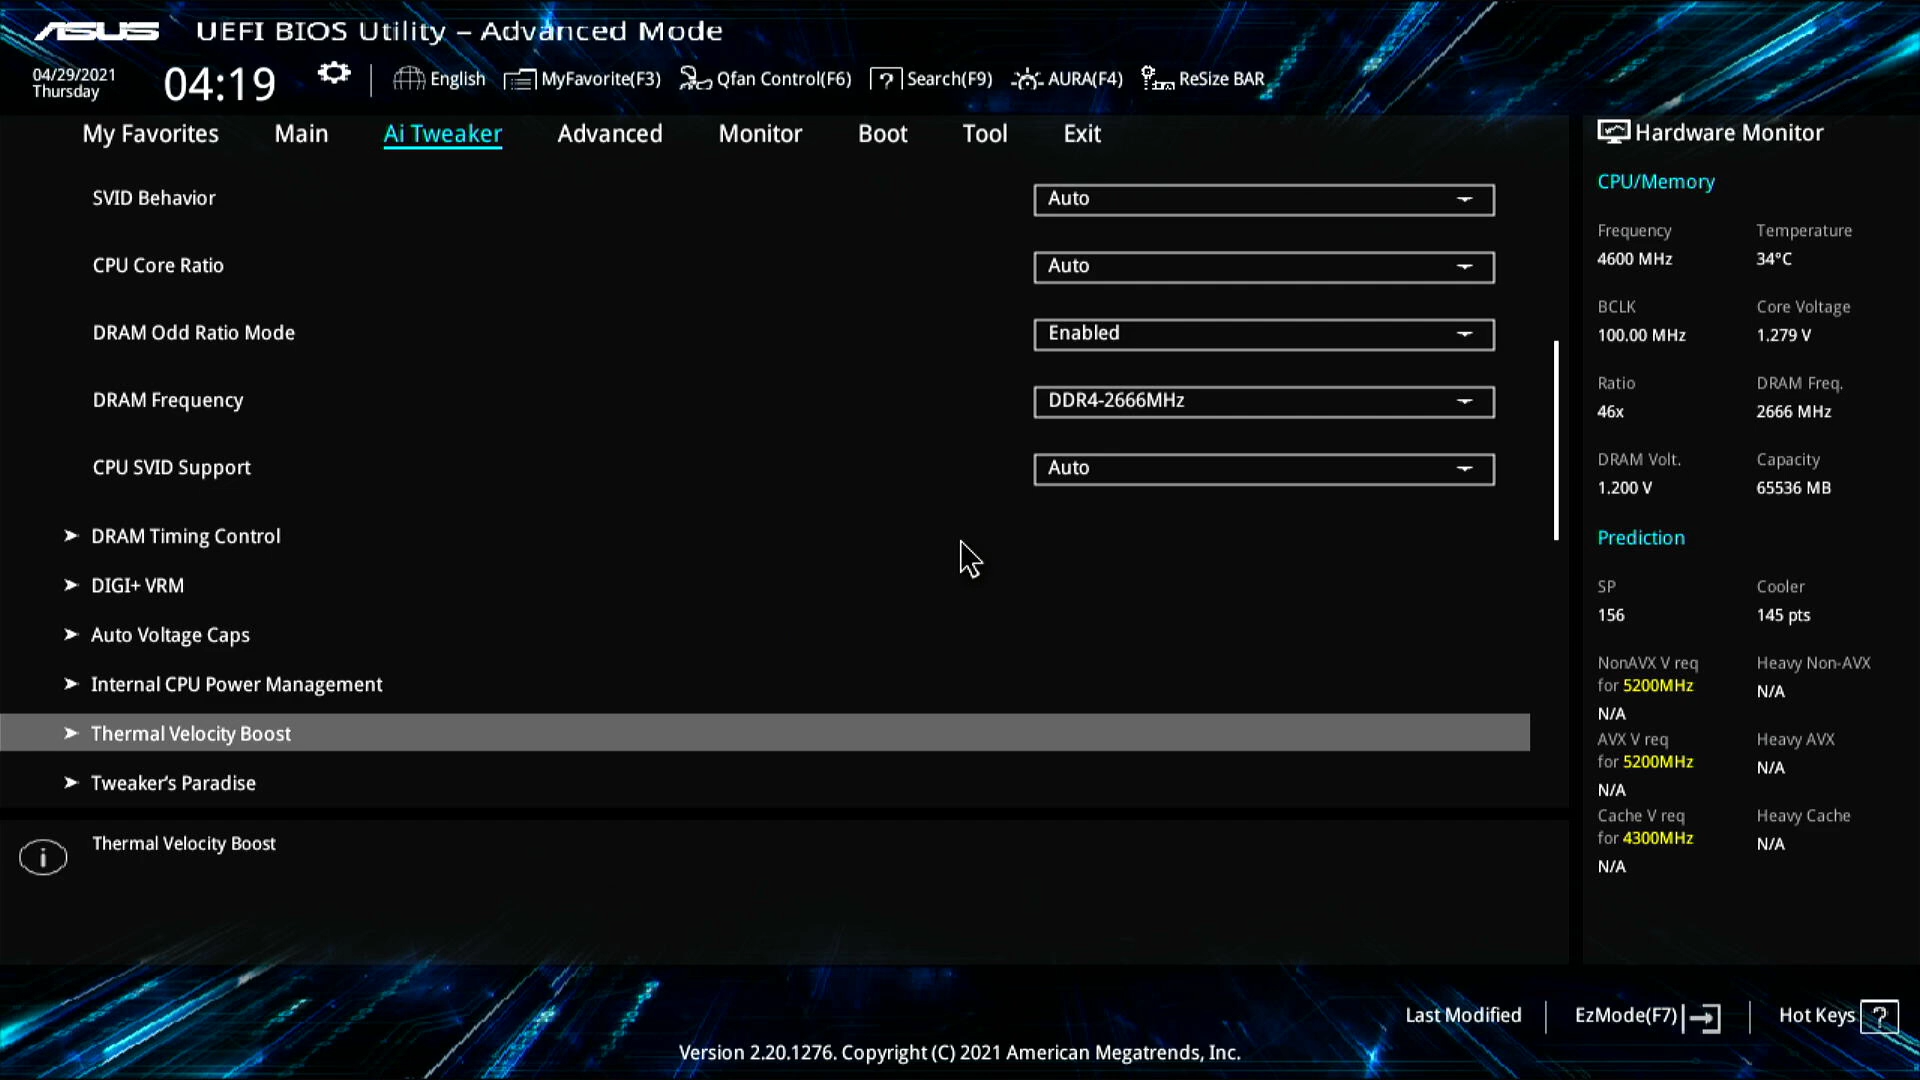 ASUS UEFI BIOS Utility – Advanced Mode
04/29/2021
Thursday
04:19
English MyFavorite(F3) Qfan Control(F6) ? Search(F9) AURA(F4) ReSize BAR
My Favorites Main Ai Tweaker Advanced Monitor Boot Tool Exit
SVID Behavior Auto
CPU Core Ratio Auto
DRAM Odd Ratio Mode Enabled
DRAM Frequency DDR4-2666MHz
CPU SVID Support Auto
DRAM Timing Control
DIGI+ VRM
Auto Voltage Caps
Internal CPU Power Management
Thermal Velocity Boost
Tweaker's Paradise
i Thermal Velocity Boost
Hardware Monitor
CPU/Memory
Frequency Temperature
4600 MHz 34°C
BCLK Core Voltage
100.00 MHz 1.279 V
Ratio DRAM Freq.
46x 2666 MHz
DRAM Volt. Capacity
1.200 V 65536 MB
Prediction
SP Cooler
156 145 pts
NonAVX V req Heavy Non-AVX
for 5200MHz N/A
N/A
AVX V req Heavy AVX
for 5200MHz N/A
N/A
Cache V req Heavy Cache
for 4300MHz N/A
N/A
Last Modified EzMode(F7) Hot Keys ?
Version 2.20.1276. Copyright (C) 2021 American Megatrends, Inc.